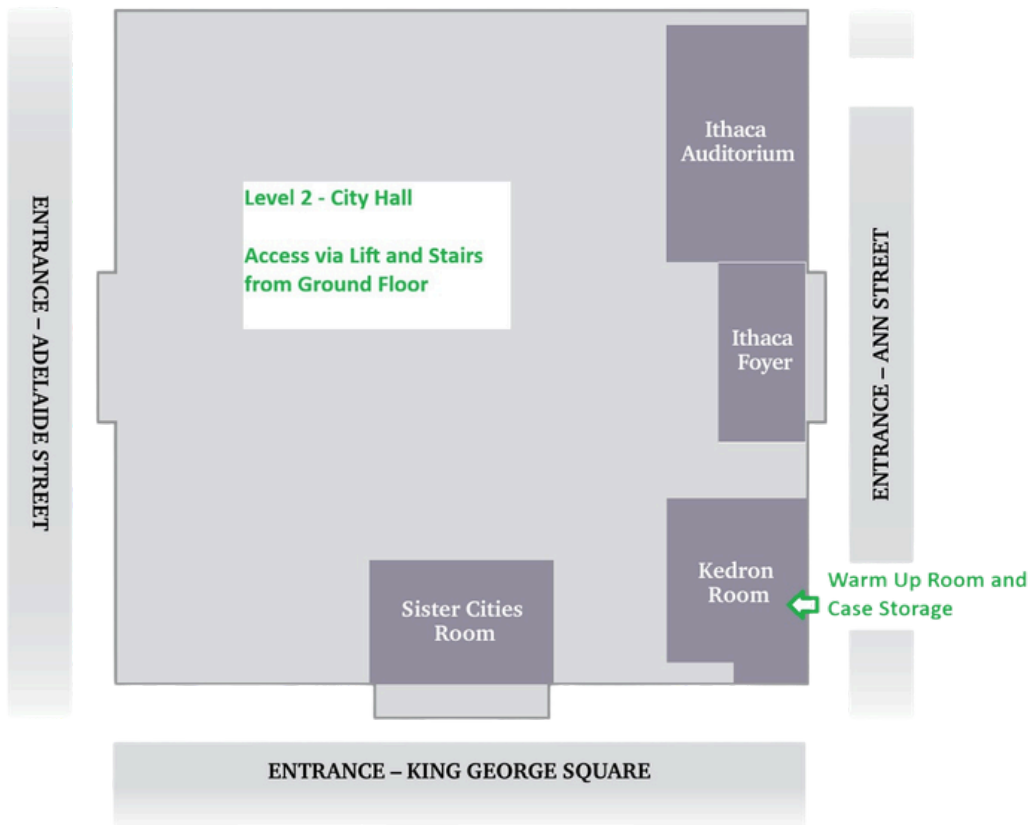 Ithaca
Auditorium
Level 2 - City Hall
Access via Lift and Stairs
from Ground Floor
ENTRANCE – ADELAIDE STREET
Ithaca
Foyer
ENTRANCE – ANN STREET
Kedron
Room
Warm Up Room and
Case Storage
Sister Cities
Room
ENTRANCE – KING GEORGE SQUARE